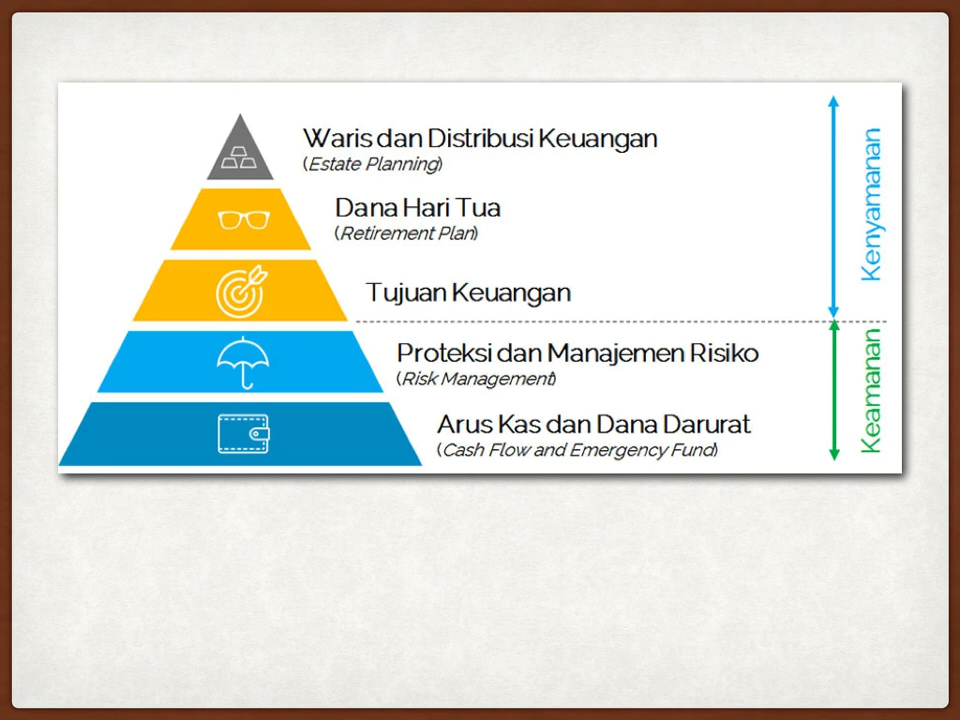 Waris dan Distribusi Keuangan
(Estate Planning)
Dana Hari Tua
(Retirement Plan)
Tujuan Keuangan
Proteksi dan Manajemen Risiko
(Risk Management)
Arus Kas dan Dana Darurat
(Cash Flow and Emergency Fund)
Kenyamanan
Keamanan